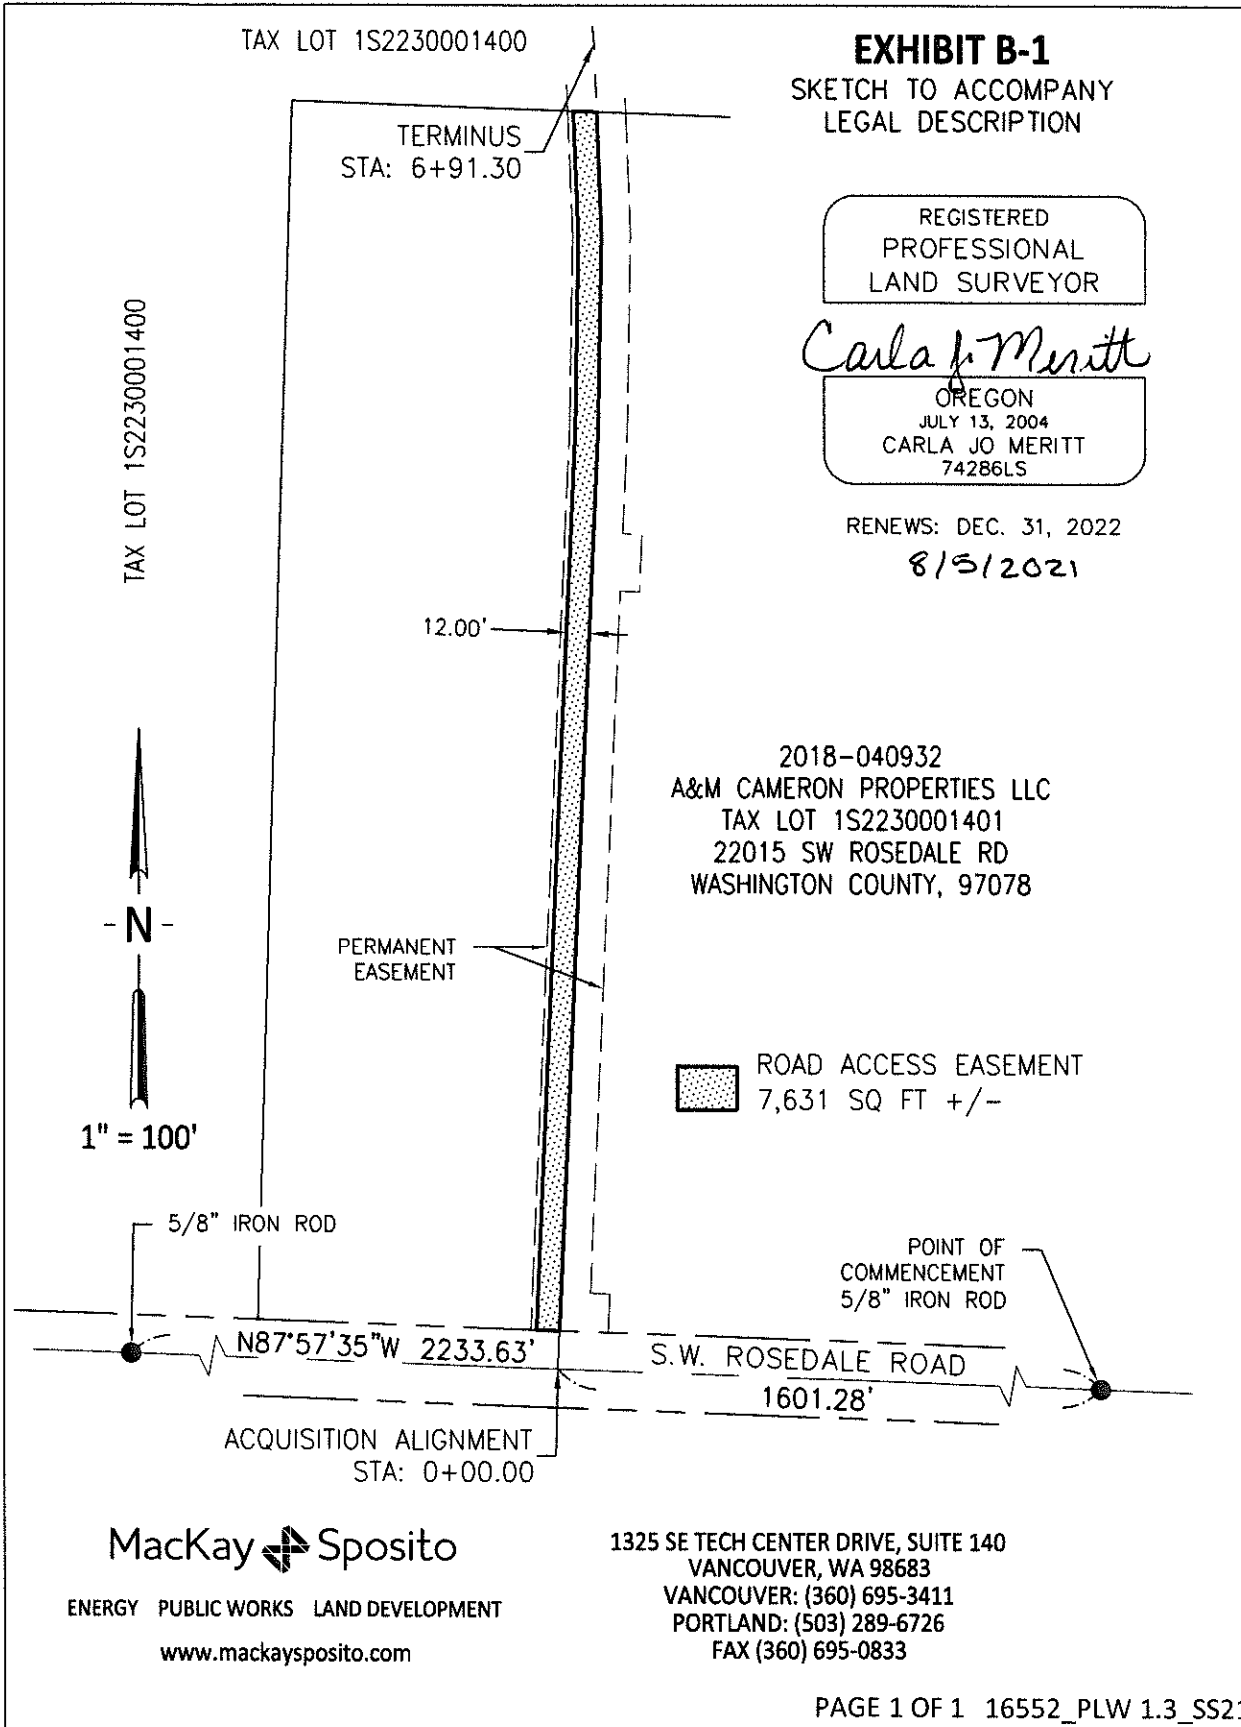 TAX LOT 1S2230001400
EXHIBIT B-1
SKETCH TO ACCOMPANY
LEGAL DESCRIPTION
TERMINUS
STA: 6+91.30
REGISTERED
PROFESSIONAL
LAND SURVEYOR
Carla Jo Meritt
OREGON
JULY 13, 2004
CARLA JO MERITT
74286LS
RENEWS: DEC. 31, 2022
8/5/2021
TAX LOT 1S2230001400
12.00'
2018-040932
A&M CAMERON PROPERTIES LLC
TAX LOT 1S2230001401
22015 SW ROSEDALE RD
WASHINGTON COUNTY, 97078
-N-
PERMANENT
EASEMENT
ROAD ACCESS EASEMENT
7,631 SQ FT +/-
1" = 100'
5/8" IRON ROD
POINT OF
COMMENCEMENT
5/8" IRON ROD
N87°57'35"W 2233.63'
S.W. ROSEDALE ROAD
1601.28'
ACQUISITION ALIGNMENT
STA: 0+00.00
MacKay Sposito
ENERGY PUBLIC WORKS LAND DEVELOPMENT
www.mackaysposito.com
1325 SE TECH CENTER DRIVE, SUITE 140
VANCOUVER, WA 98683
VANCOUVER: (360) 695-3411
PORTLAND: (503) 289-6726
FAX (360) 695-0833
PAGE 1 OF 1 16552_PLW 1.3_SS21